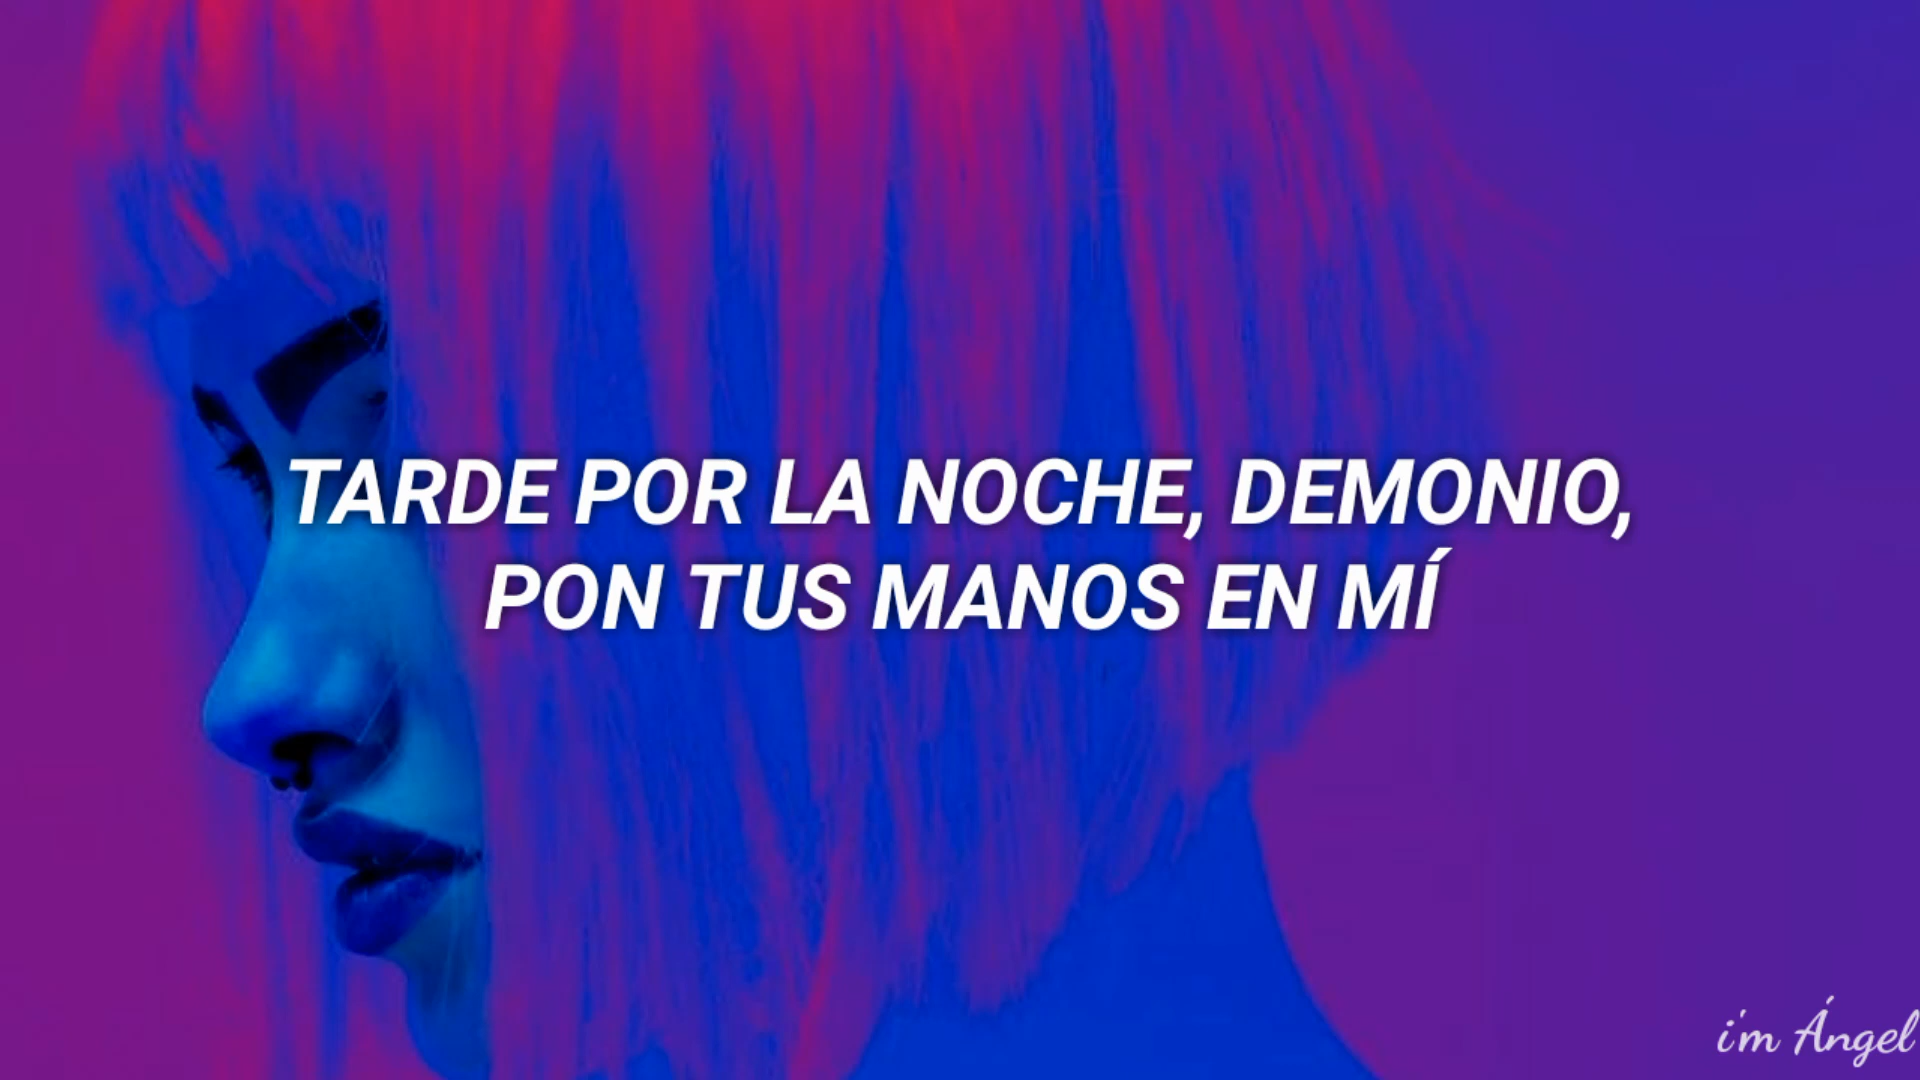 TARDE POR LA NOCHE, DEMONIO,
PON TUS MANOS EN MÍ
i'm Ángel